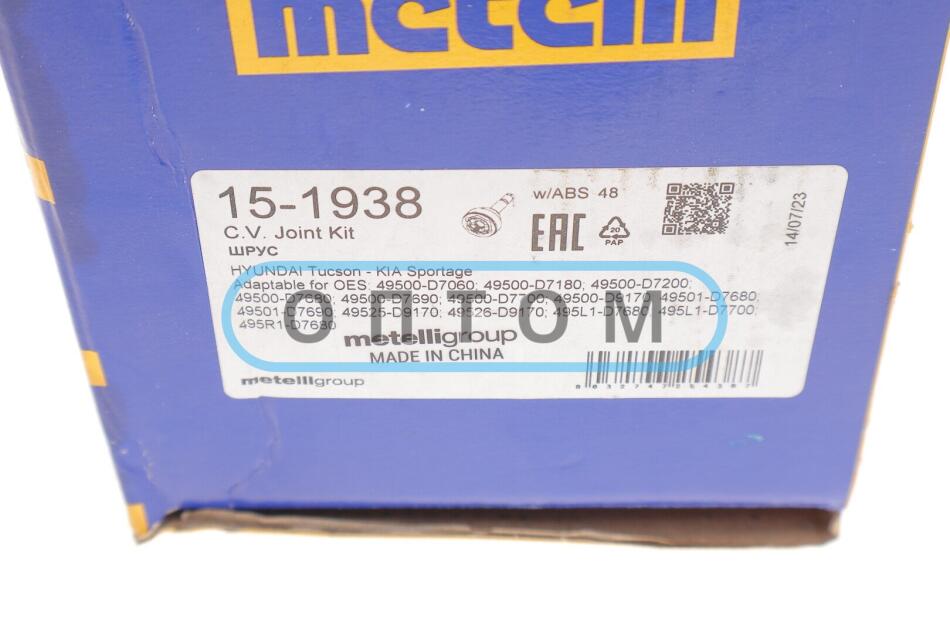 metelli
15-1938
w/ABS 48
C.V. Joint Kit
ШРУС
EAC
20
PAP
14/07/23
HYUNDAI Tucson - KIA Sportage
Adaptable for OES: 49500-D7060; 49500-D7180; 49500-D7200;
49500-D7680; 49500-D7690; 49500-D7700; 49500-D9170; 49501-D7680;
49501-D7690; 49525-D9170; 49526-D9170; 495L1-D7680; 495L1-D7700;
495R1-D7680
ОПТОМ
metelligroup
MADE IN CHINA
metelligroup